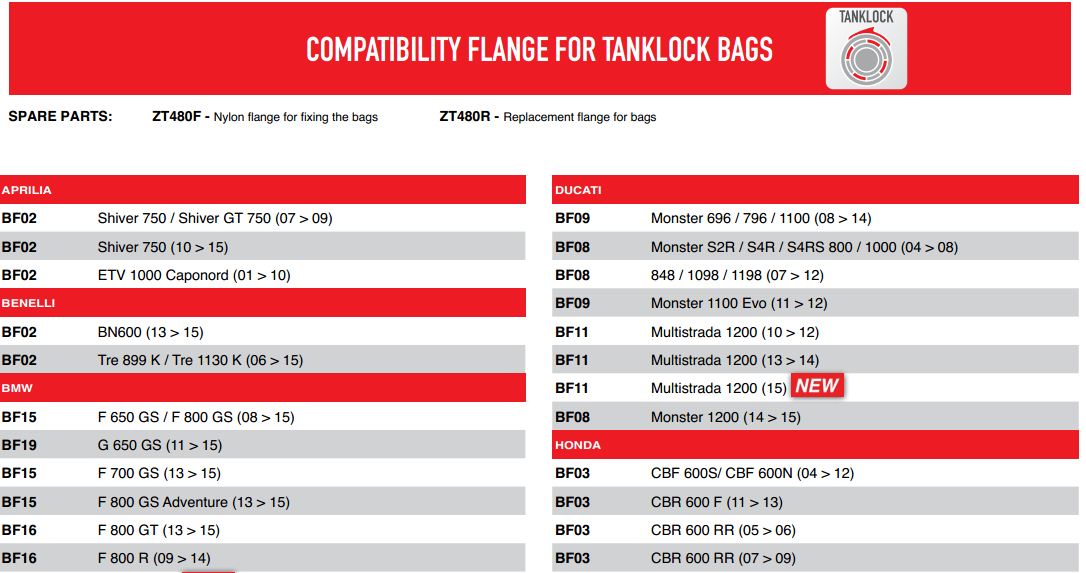 COMPATIBILITY FLANGE FOR TANKLOCK BAGS
TANKLOCK
SPARE PARTS: ZT480F - Nylon flange for fixing the bags ZT480R - Replacement flange for bags
APRILIA
BF02 Shiver 750 / Shiver GT 750 (07 > 09)
BF02 Shiver 750 (10 > 15)
BF02 ETV 1000 Caponord (01 > 10)
BENELLI
BF02 BN600 (13 > 15)
BF02 Tre 899 K / Tre 1130 K (06 > 15)
BMW
BF15 F 650 GS / F 800 GS (08 > 15)
BF19 G 650 GS (11 > 15)
BF15 F 700 GS (13 > 15)
BF15 F 800 GS Adventure (13 > 15)
BF16 F 800 GT (13 > 15)
BF16 F 800 R (09 > 14)
DUCATI
BF09 Monster 696 / 796 / 1100 (08 > 14)
BF08 Monster S2R / S4R / S4RS 800 / 1000 (04 > 08)
BF08 848 / 1098 / 1198 (07 > 12)
BF09 Monster 1100 Evo (11 > 12)
BF11 Multistrada 1200 (10 > 12)
BF11 Multistrada 1200 (13 > 14)
BF11 Multistrada 1200 (15) NEW
BF08 Monster 1200 (14 > 15)
HONDA
BF03 CBF 600S/ CBF 600N (04 > 12)
BF03 CBR 600 F (11 > 13)
BF03 CBR 600 RR (05 > 06)
BF03 CBR 600 RR (07 > 09)